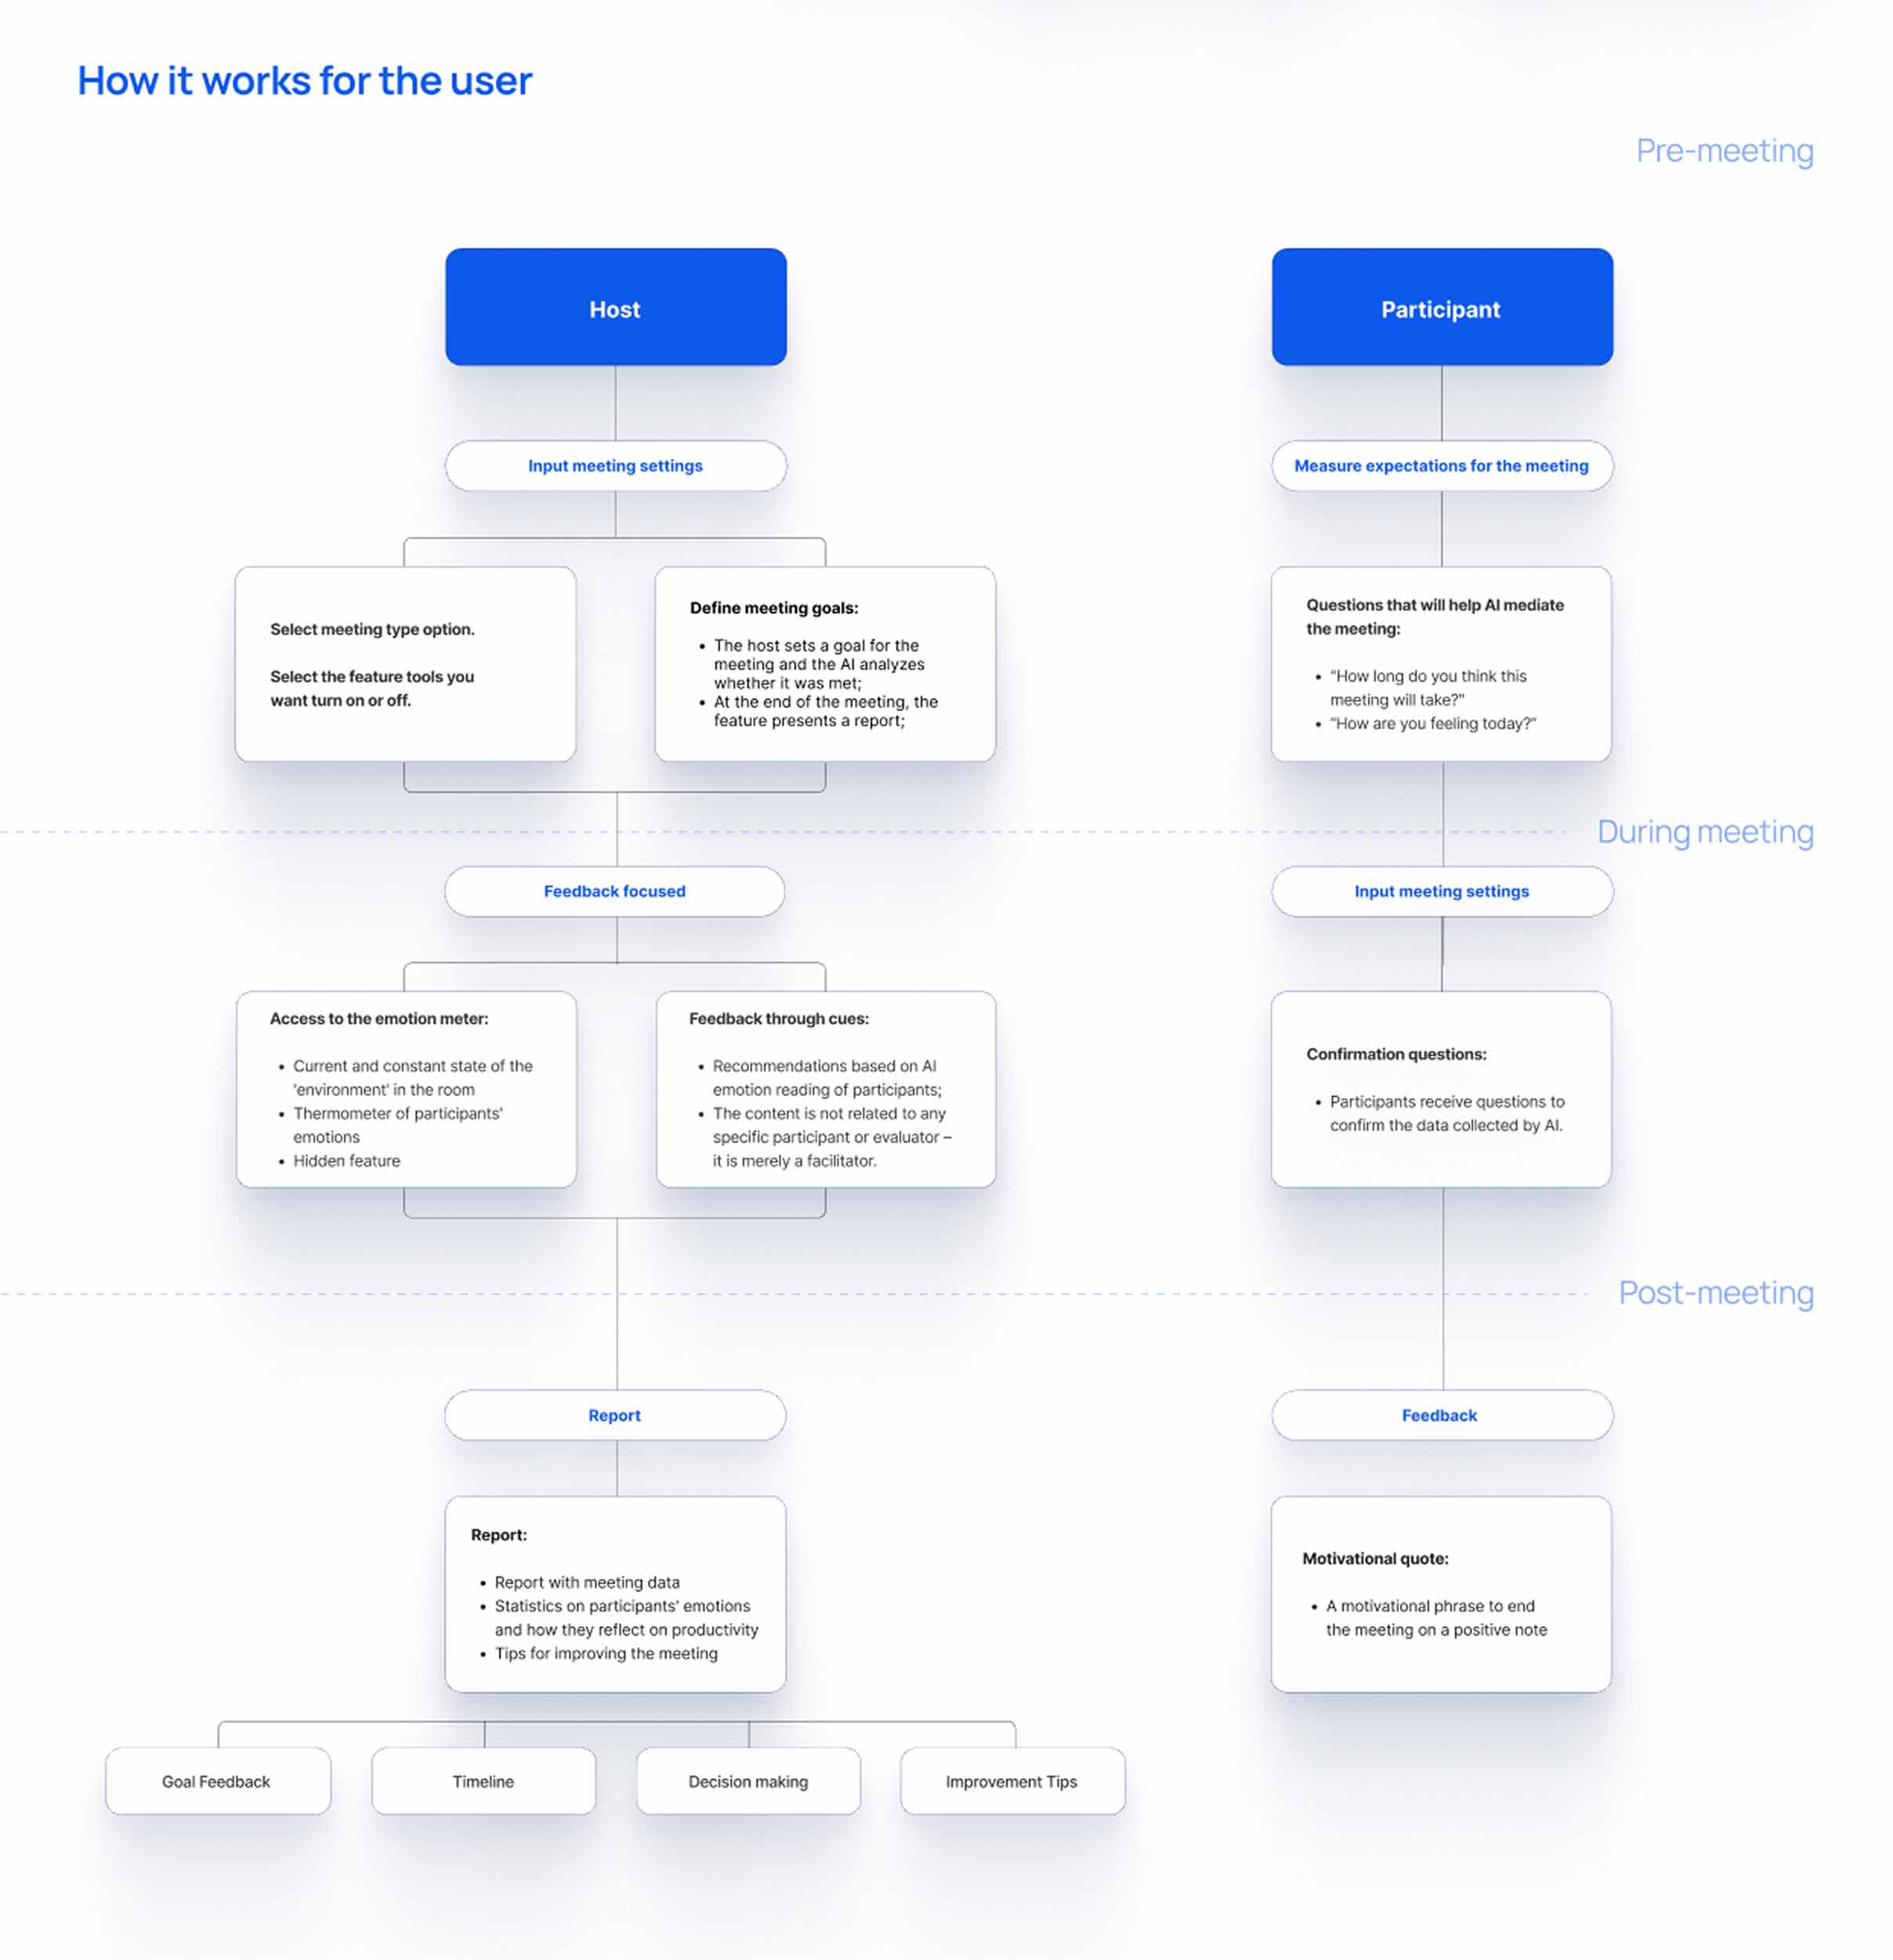 How it works for the user
Pre-meeting
Host
Participant
Input meeting settings
Measure expectations for the meeting
Select meeting type option.
Select the feature tools you
want turn on or off.
Define meeting goals:
• The host sets a goal for the
meeting and the AI analyzes
whether it was met;
• At the end of the meeting, the
feature presents a report;
Questions that will help AI mediate
the meeting:
• “How long do you think this
meeting will take?”
• “How are you feeling today?”
During meeting
Feedback focused
Input meeting settings
Access to the emotion meter:
• Current and constant state of the
'environment' in the room
• Thermometer of participants'
emotions
• Hidden feature
Feedback through cues:
• Recommendations based on AI
emotion reading of participants;
• The content is not related to any
specific participant or evaluator –
it is merely a facilitator.
Confirmation questions:
• Participants receive questions to
confirm the data collected by AI.
Post-meeting
Report
Feedback
Report:
• Report with meeting data
• Statistics on participants' emotions
and how they reflect on productivity
• Tips for improving the meeting
Motivational quote:
• A motivational phrase to end
the meeting on a positive note
Goal Feedback
Timeline
Decision making
Improvement Tips